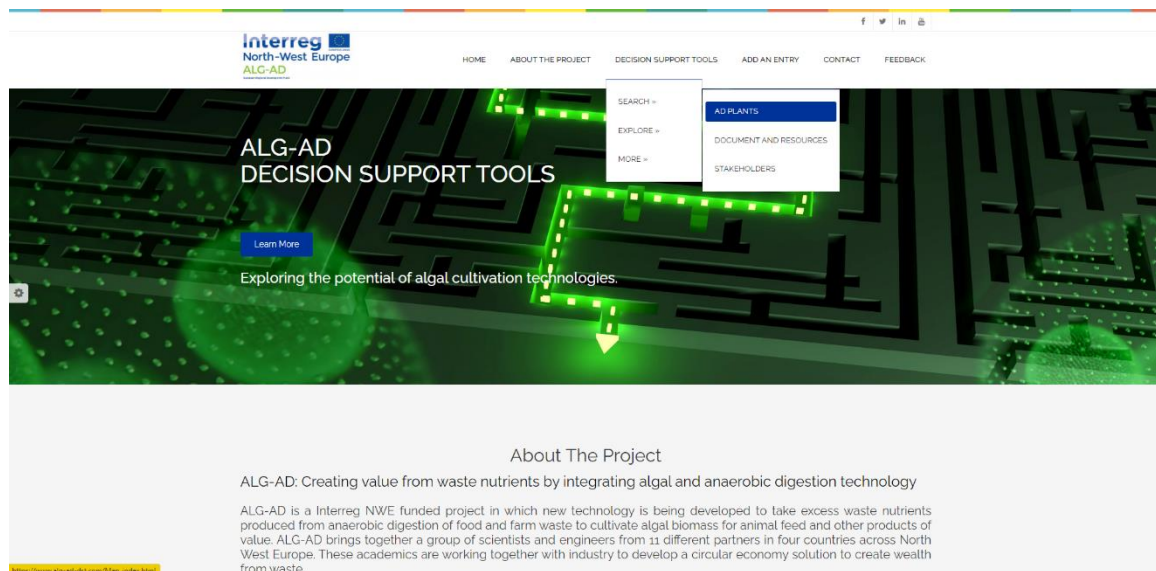 Interreg
North-West Europe
ALG-AD
HOME ABOUT THE PROJECT DECISION SUPPORT TOOLS ADD AN ENTRY CONTACT FEEDBACK
SEARCH »
EXPLORE »
MORE »
AD PLANTS
DOCUMENT AND RESOURCES
STAKEHOLDERS
ALG-AD
DECISION SUPPORT TOOLS
Learn More
Exploring the potential of algal cultivation technologies.
About The Project
ALG-AD: Creating value from waste nutrients by integrating algal and anaerobic digestion technology
ALG-AD is a Interreg NWE funded project in which new technology is being developed to take excess waste nutrients
produced from anaerobic digestion of food and farm waste to cultivate algal biomass for animal feed and other products of
value. ALG-AD brings together a group of scientists and engineers from 11 different partners in four countries across North
West Europe. These academics are working together with industry to develop a circular economy solution to create wealth
from waste